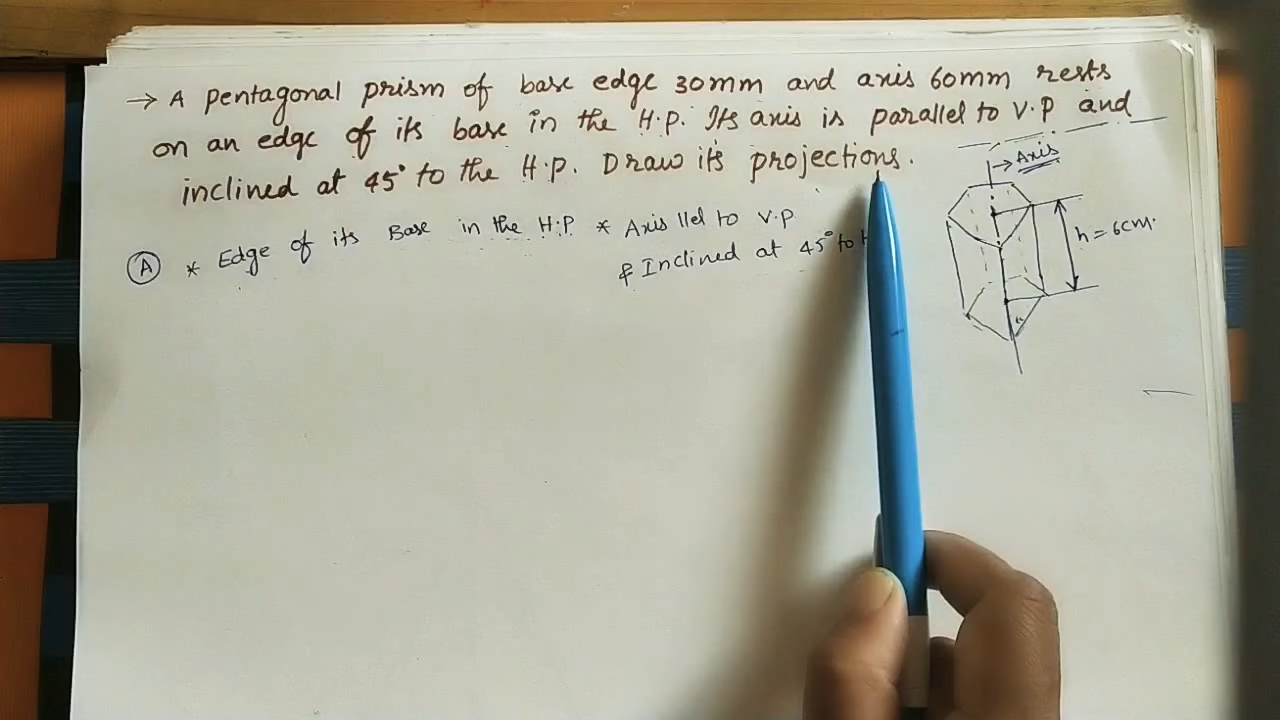 → A pentagonal prism of base edge 30mm and axis 60mm rests
on an edge of its base in the H.P. Its axis is parallel to V.P and
inclined at 45° to the H.P. Draw its projections.
→ Axis
h = 6cm.
A * Edge of its Base in the H.P * Axis llel to V.P
& Inclined at 45° to